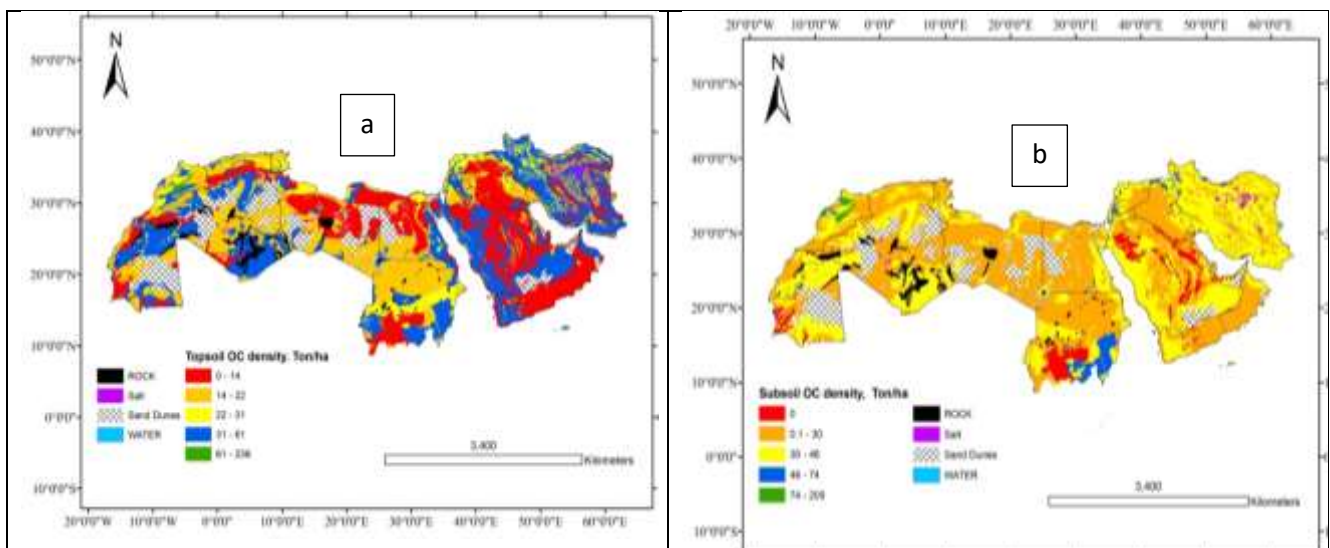 N
a
50°0'0"N
40°0'0"N
30°0'0"N
20°0'0"N
10°0'0"N
0°0'0"
10°0'0"S
20°0'0"W 10°0'0"W 0°0'0" 10°0'0"E 20°0'0"E 30°0'0"E 40°0'0"E 50°0'0"E 60°0'0"E
Topsoil OC density. Ton/ha
ROCK
Salt
Sand Dunes
WATER
0 - 14
14 - 22
22 - 31
31 - 61
61 - 236
3,400
Kilometers
20°0'0"W 10°0'0"W 0°0'0" 10°0'0"E 20°0'0"E 30°0'0"E 40°0'0"E 50°0'0"E 60°0'0"E
N
b
50°0'0"N
40°0'0"N
30°0'0"N
20°0'0"N
10°0'0"N
0°0'0"
10°0'0"S
Subsoil OC density, Ton/ha
0
0.1 - 30
30 - 46
46 - 74
ROCK
Salt
Sand Dunes
WATER
3,400
Kilometers